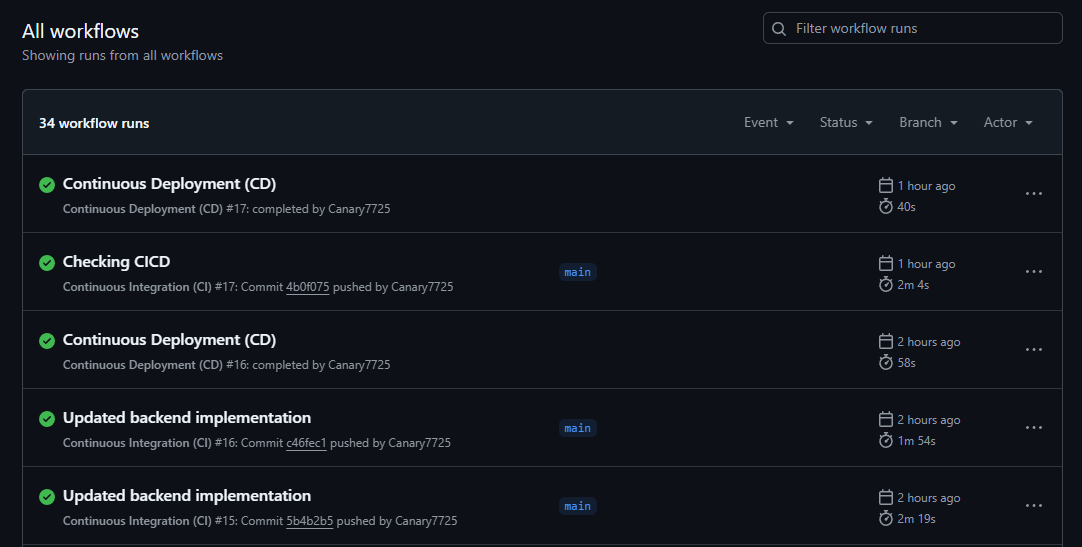 All workflows
Filter workflow runs
Showing runs from all workflows
34 workflow runs
Event
Status
Branch
Actor
Continuous Deployment (CD)
1 hour ago
Continuous Deployment (CD) #17: completed by Canary7725
40s
Checking CICD
main
1 hour ago
Continuous Integration (CI) #17: Commit 4b0f075 pushed by Canary7725
2m 4s
Continuous Deployment (CD)
2 hours ago
Continuous Deployment (CD) #16: completed by Canary7725
58s
Updated backend implementation
main
2 hours ago
Continuous Integration (CI) #16: Commit c46fec1 pushed by Canary7725
1m 54s
Updated backend implementation
main
2 hours ago
Continuous Integration (CI) #15: Commit 5b4b2b5 pushed by Canary7725
2m 19s